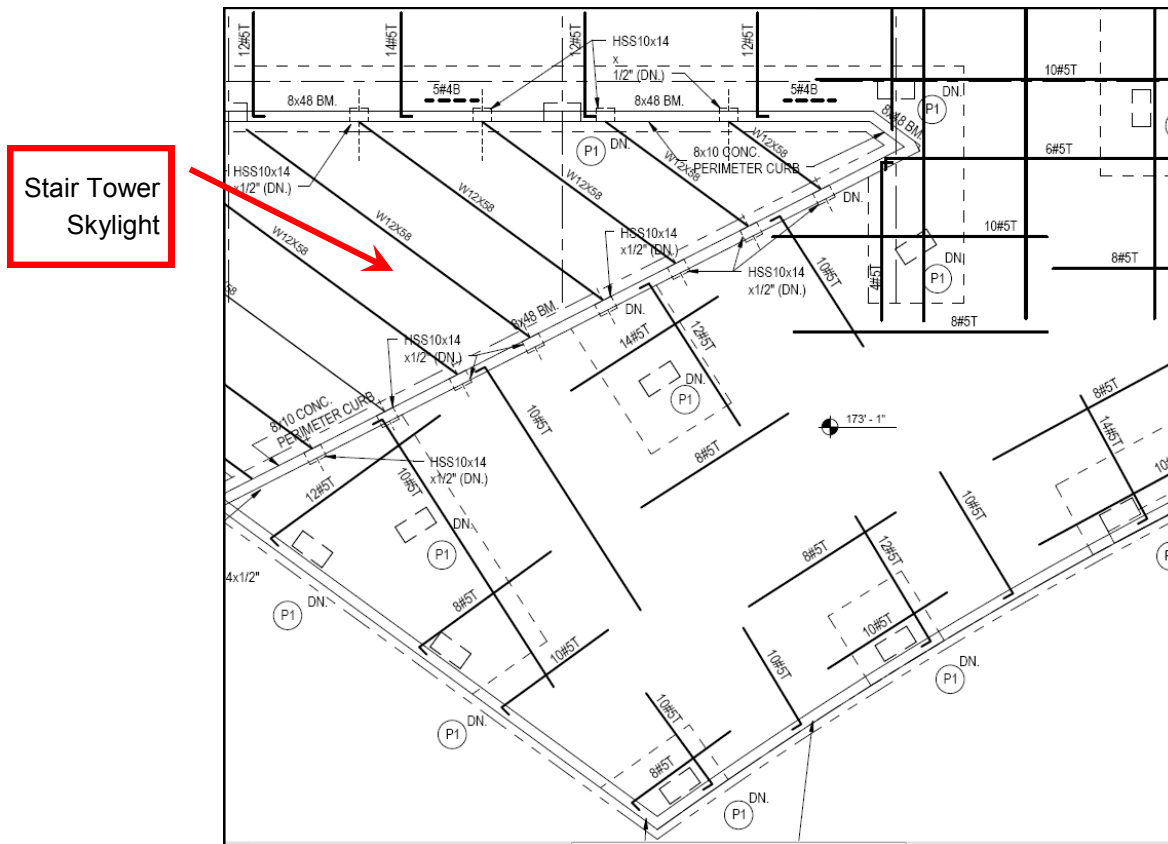 12#5T
14#5T
12#5T
12#5T
HSS10x14
x
1/2" (DN.)
10#5T
5#4B
5#4B
8x48 BM.
8x48 BM.
DN.
P1
8x48 BM.
P1
DN.
W12X58
W12X58
8x10 CONC.
PERIMETER CURB
6#5T
Stair Tower
Skylight
HSS10x14
x1/2" (DN.)
W12X58
W12X58
W12X58
W12X58
DN.
HSS10x14
x1/2" (DN.)
10#5T
DN.
P1
8#5T
HSS10x14
x1/2" (DN.)
10#5T
4#5T
58
8x48 BM.
DN.
8#5T
14#5T
12#5T
HSS10x14
x1/2" (DN.)
DN.
P1
8#5T
14#5T
8x10 CONC.
PERIMETER CURB
10#5T
173' - 1"
8#5T
10#
HSS10x14
x1/2" (DN.)
12#5T
10#5T
10#5T
DN.
P1
8#5T
12#5T
4x1/2"
DN.
P1
8#5T
10#5T
10#5T
10#5T
DN.
P1
DN.
P1
10#5T
8#5T
DN.
P1